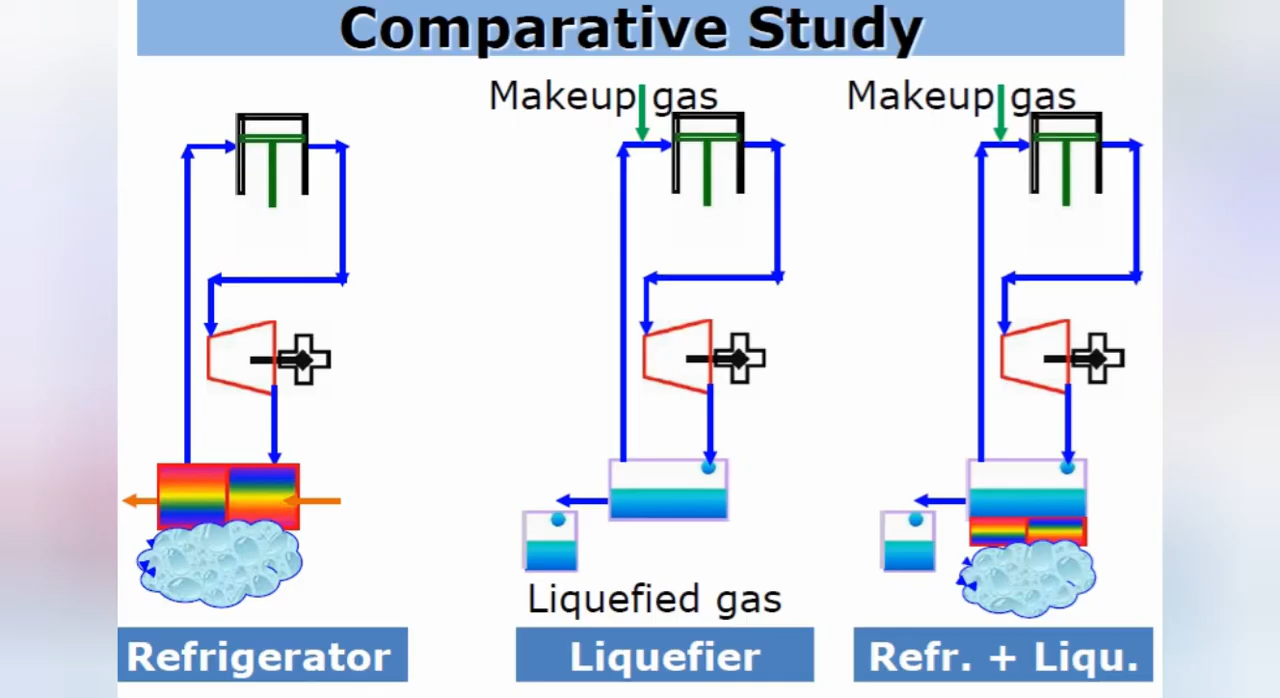 Comparative Study
Makeup gas
Makeup gas
Liquefied gas
Refrigerator
Liquefier
Refr. + Liqu.